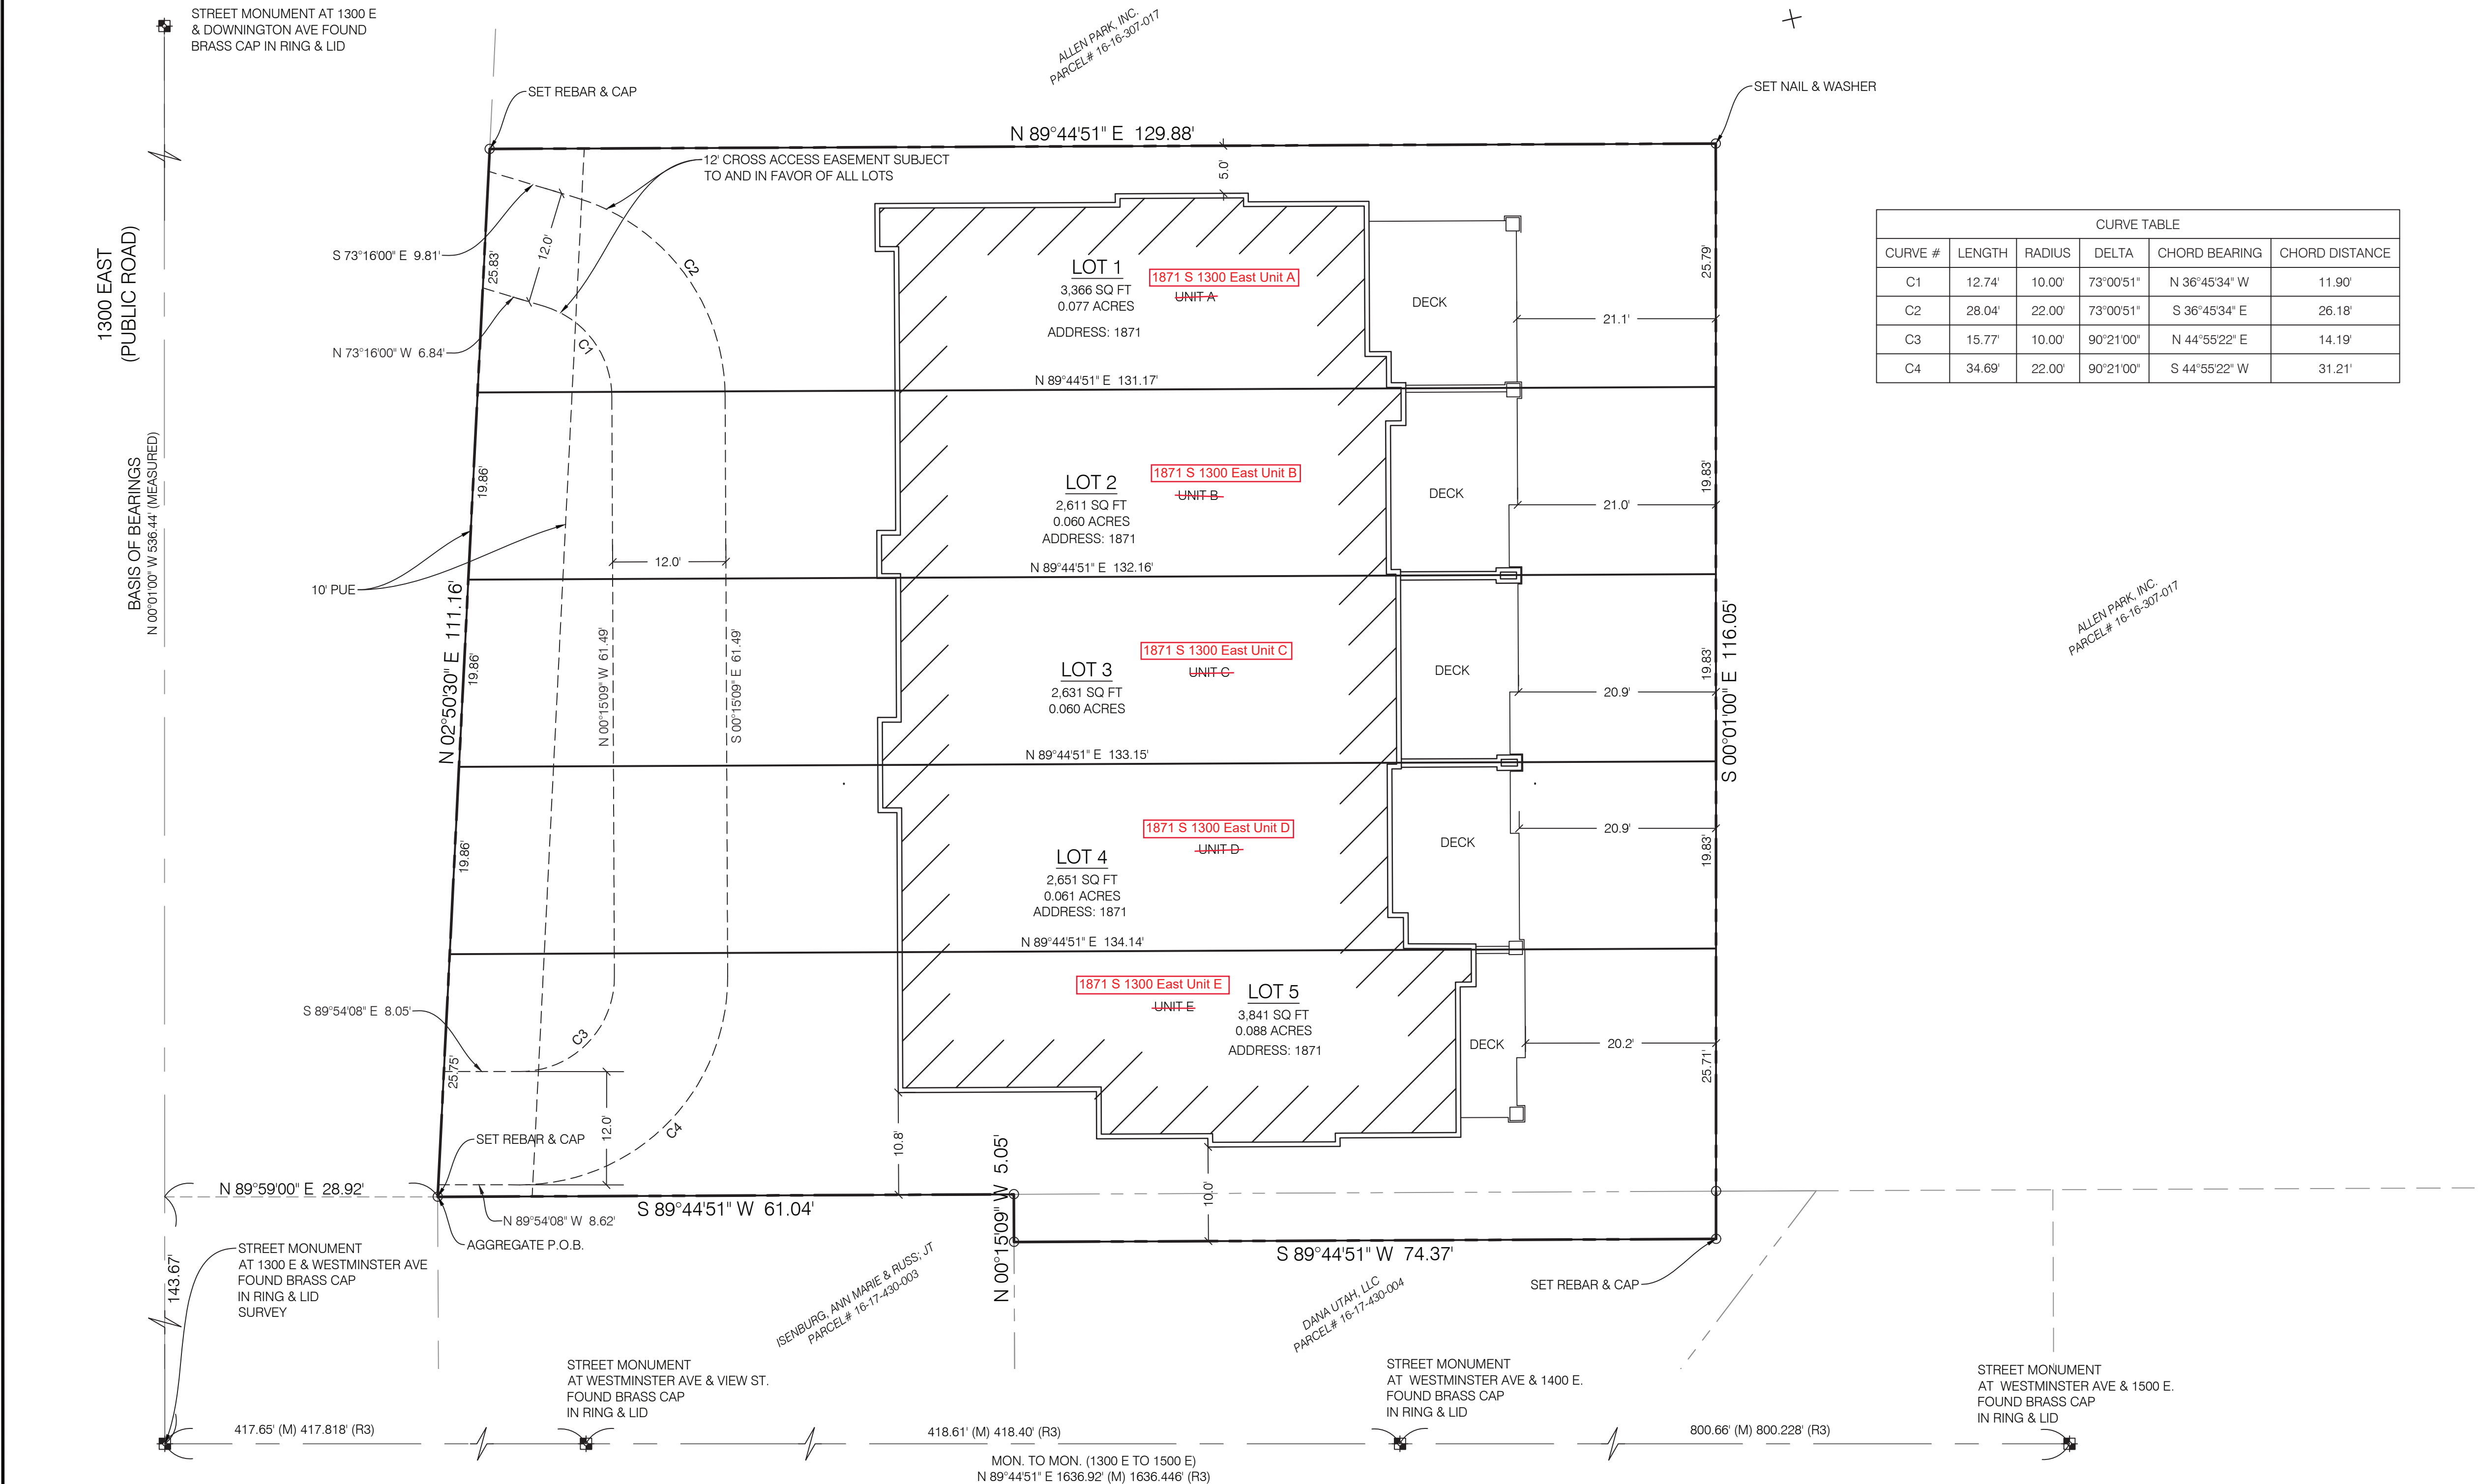 STREET MONUMENT AT 1300 E
& DOWNINGTON AVE FOUND
BRASS CAP IN RING & LID
ALLEN PARK, INC.
PARCEL# 16-16-307-017
SET REBAR & CAP
SET NAIL & WASHER
N 89°44'51" E 129.88'
12' CROSS ACCESS EASEMENT SUBJECT
TO AND IN FAVOR OF ALL LOTS
5.0'
1300 EAST
(PUBLIC ROAD)
BASIS OF BEARINGS
N 00°01'00" W 536.44' (MEASURED)
S 73°16'00" E 9.81'
12.0'
25.83'
N 73°16'00" W 6.84'
C2
C1
LOT 1
3,366 SQ FT
0.077 ACRES
ADDRESS: 1871
1871 S 1300 East Unit A
UNIT A
DECK
21.1'
25.79'
CURVE TABLE
CURVE # LENGTH RADIUS DELTA CHORD BEARING CHORD DISTANCE
C1 12.74' 10.00' 73°00'51" N 36°45'34" W 11.90'
C2 28.04' 22.00' 73°00'51" S 36°45'34" E 26.18'
C3 15.77' 10.00' 90°21'00" N 44°55'22" E 14.19'
C4 34.69' 22.00' 90°21'00" S 44°55'22" W 31.21'
N 89°44'51" E 131.17'
19.86'
LOT 2
2,611 SQ FT
0.060 ACRES
ADDRESS: 1871
1871 S 1300 East Unit B
UNIT B
DECK
21.0'
19.83'
12.0'
10' PUE
N 89°44'51" E 132.16'
N 02°50'30" E 111.16'
19.86'
N 00°15'09" W 61.49'
S 00°15'09" E 61.49'
LOT 3
2,631 SQ FT
0.060 ACRES
1871 S 1300 East Unit C
UNIT C
DECK
20.9'
19.83'
S 00°01'00" E 116.05'
ALLEN PARK, INC.
PARCEL# 16-16-307-017
N 89°44'51" E 133.15'
19.86'
LOT 4
2,651 SQ FT
0.061 ACRES
ADDRESS: 1871
1871 S 1300 East Unit D
UNIT D
DECK
20.9'
19.83'
N 89°44'51" E 134.14'
1871 S 1300 East Unit E
UNIT E
LOT 5
3,841 SQ FT
0.088 ACRES
ADDRESS: 1871
DECK
20.2'
25.71'
S 89°54'08" E 8.05'
C3
25.75'
12.0'
C4
SET REBAR & CAP
10.8'
N 00°15'09" W 5.05'
10.0'
N 89°59'00" E 28.92'
S 89°44'51" W 61.04'
N 89°54'08" W 8.62'
AGGREGATE P.O.B.
S 89°44'51" W 74.37'
SET REBAR & CAP
143.67'
STREET MONUMENT
AT 1300 E & WESTMINSTER AVE
FOUND BRASS CAP
IN RING & LID
SURVEY
ISENBURG, ANN MARIE & RUSS; JT
PARCEL# 16-17-430-003
DANA UTAH, LLC
PARCEL# 16-17-430-004
STREET MONUMENT
AT WESTMINSTER AVE & VIEW ST.
FOUND BRASS CAP
IN RING & LID
STREET MONUMENT
AT WESTMINSTER AVE & 1400 E.
FOUND BRASS CAP
IN RING & LID
STREET MONUMENT
AT WESTMINSTER AVE & 1500 E.
FOUND BRASS CAP
IN RING & LID
417.65' (M) 417.818' (R3)
418.61' (M) 418.40' (R3)
800.66' (M) 800.228' (R3)
MON. TO MON. (1300 E TO 1500 E)
N 89°44'51" E 1636.92' (M) 1636.446' (R3)